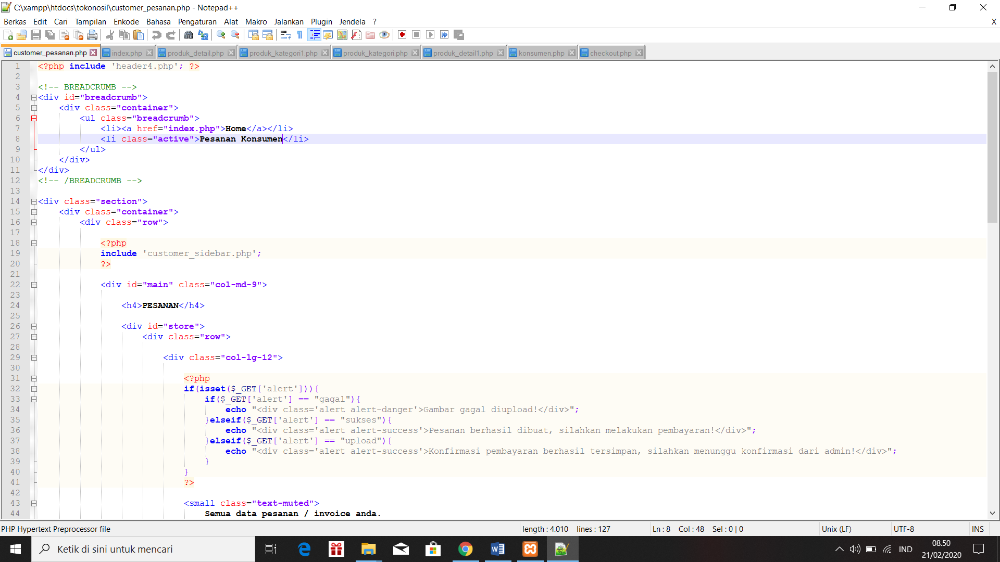 C:\xampp\htdocs\tokonosil\customer_pesanan.php - Notepad++
Berkas Edit Cari Tampilan Enkode Bahasa Pengaturan Alat Makro Jalankan Plugin Jendela ? X
customer_pesanan.php index.php produk_detail.php produk_kategori1.php produk_kategori.php produk_detail1.php konsumen.php checkout.php
1 <?php include 'header4.php'; ?>
2
3 <!-- BREADCRUMB -->
4 <div id="breadcrumb">
5 <div class="container">
6 <ul class="breadcrumb">
7 <li><a href="index.php">Home</a></li>
8 <li class="active">Pesanan Konsumen</li>
9 </ul>
10 </div>
11 </div>
12 <!-- /BREADCRUMB -->
13
14 <div class="section">
15 <div class="container">
16 <div class="row">
17
18 <?php
19 include 'customer_sidebar.php';
20 ?>
21
22 <div id="main" class="col-md-9">
23
24 <h4>PESANAN</h4>
25
26 <div id="store">
27 <div class="row">
28
29 <div class="col-lg-12">
30
31 <?php
32 if(isset($_GET['alert'])){
33 if($_GET['alert'] == "gagal"){
34 echo "<div class='alert alert-danger'>Gambar gagal diupload!</div>";
35 }elseif($_GET['alert'] == "sukses"){
36 echo "<div class='alert alert-success'>Pesanan berhasil dibuat, silahkan melakukan pembayaran!</div>";
37 }elseif($_GET['alert'] == "upload"){
38 echo "<div class='alert alert-success'>Konfirmasi pembayaran berhasil tersimpan, silahkan menunggu konfirmasi dari admin!</div>";
39 }
40 }
41 ?>
42
43 <small class="text-muted">
44 Semua data pesanan / invoice anda.
PHP Hypertext Preprocessor file length : 4.010 lines : 127 Ln : 8 Col : 48 Sel : 0 | 0 Unix (LF) UTF-8 INS
Ketik di sini untuk mencari IND 08.50
21/02/2020